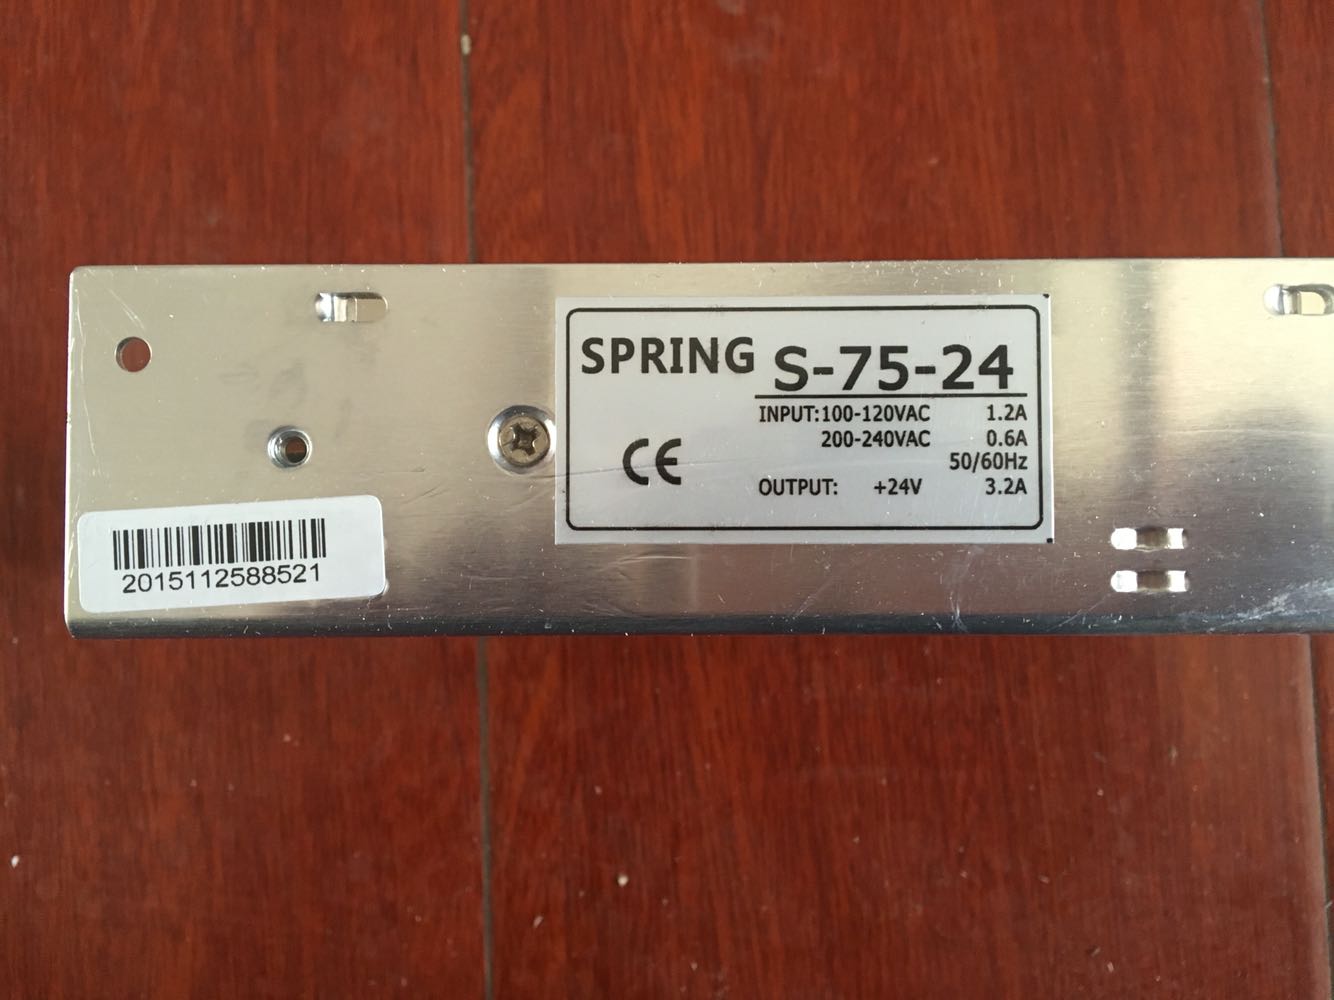 SPRING S-75-24
INPUT:100-120VAC 1.2A
200-240VAC 0.6A
50/60Hz
CE
OUTPUT: +24V 3.2A
2015112588521